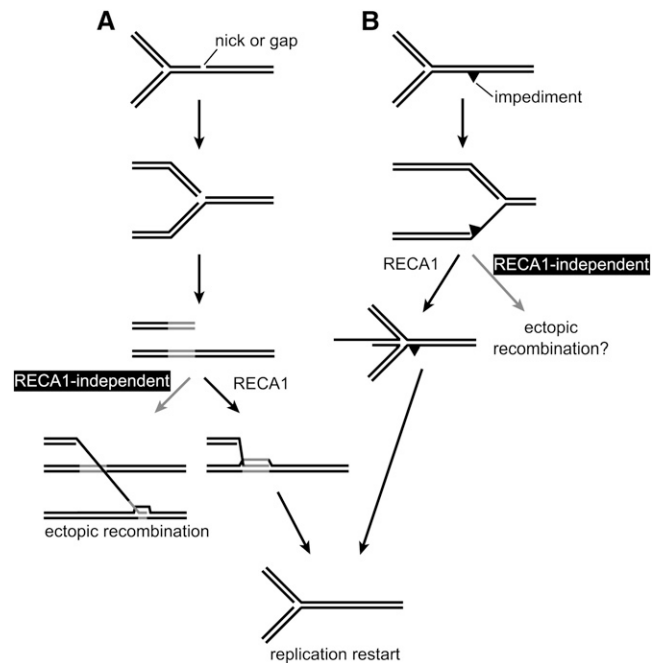 A
nick or gap
B
impediment
RECA1
RECA1-independent
ectopic
recombination?
RECA1-independent
RECA1
ectopic recombination
replication restart